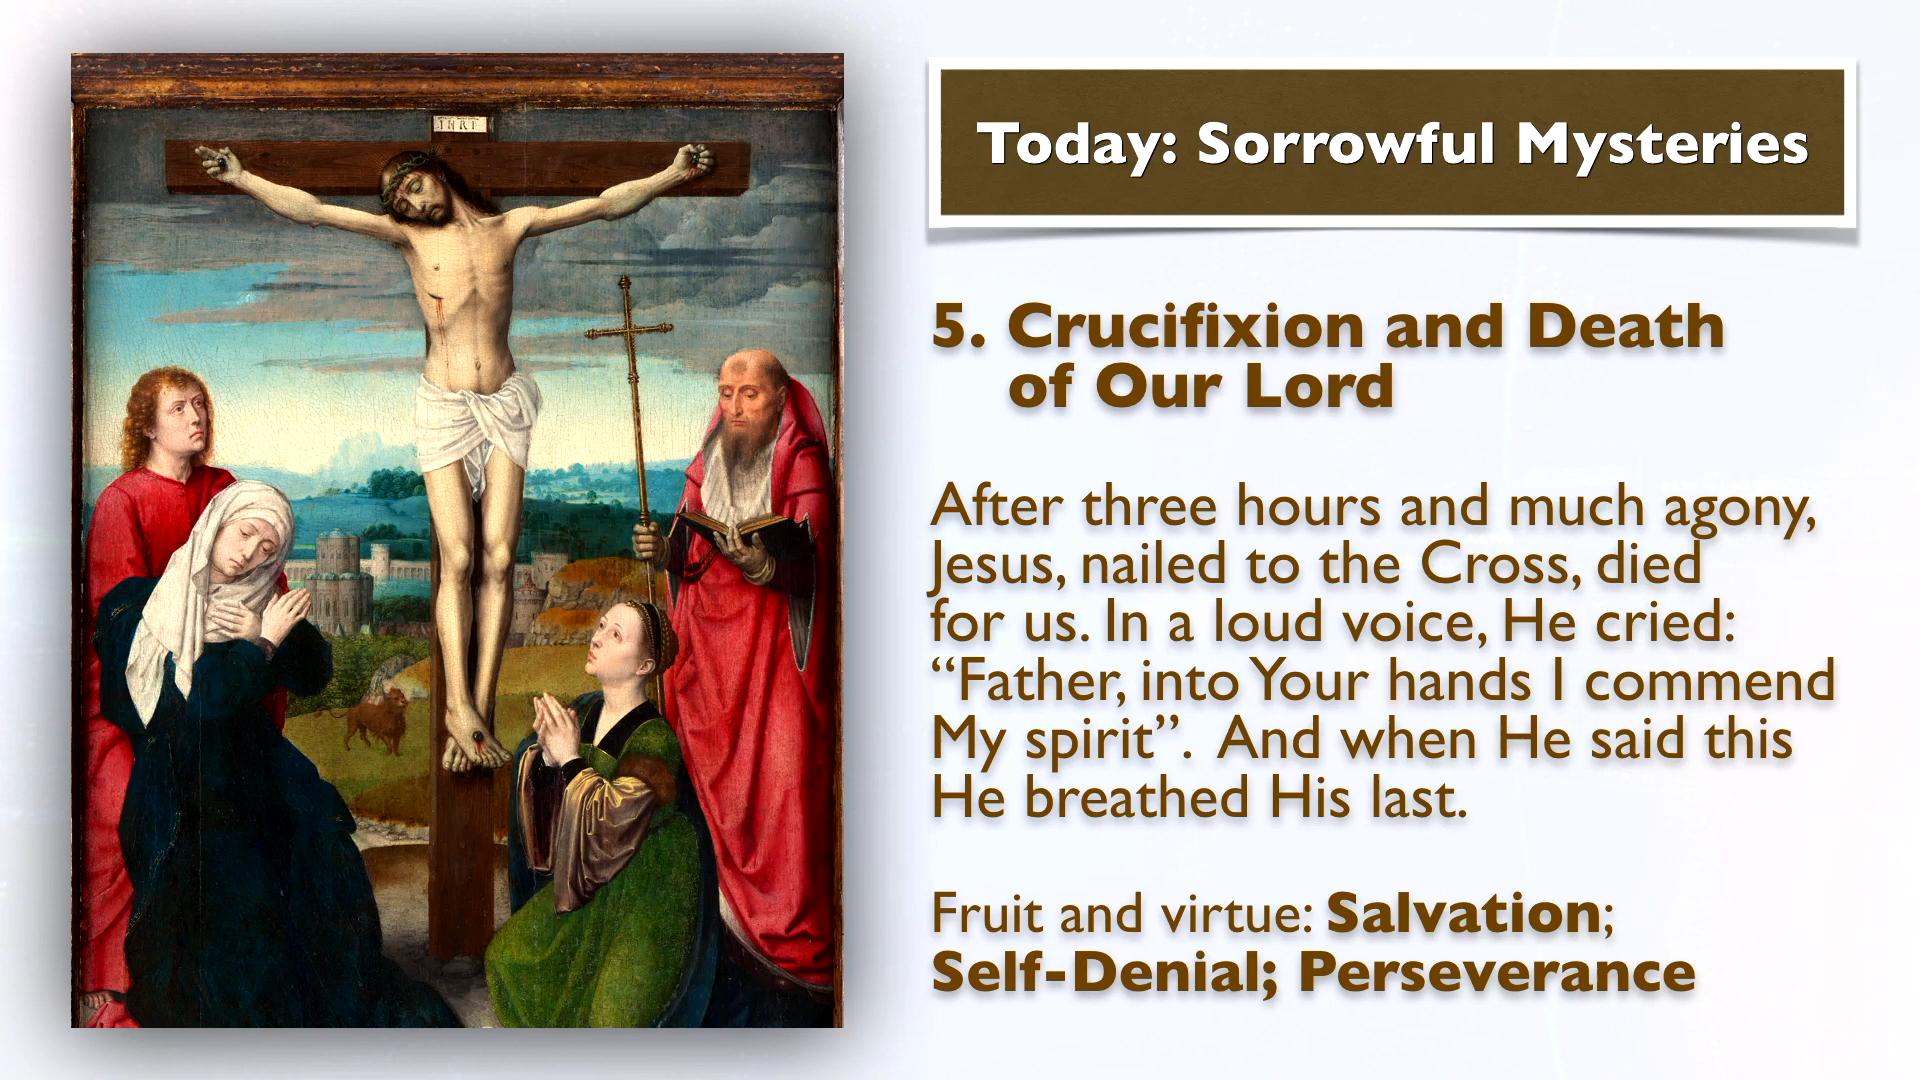 INRI
Today: Sorrowful Mysteries
5. Crucifixion and Death
of Our Lord
After three hours and much agony,
Jesus, nailed to the Cross, died
for us. In a loud voice, He cried:
“Father, into Your hands I commend
My spirit”.  And when He said this
He breathed His last.
Fruit and virtue: Salvation;
Self-Denial; Perseverance